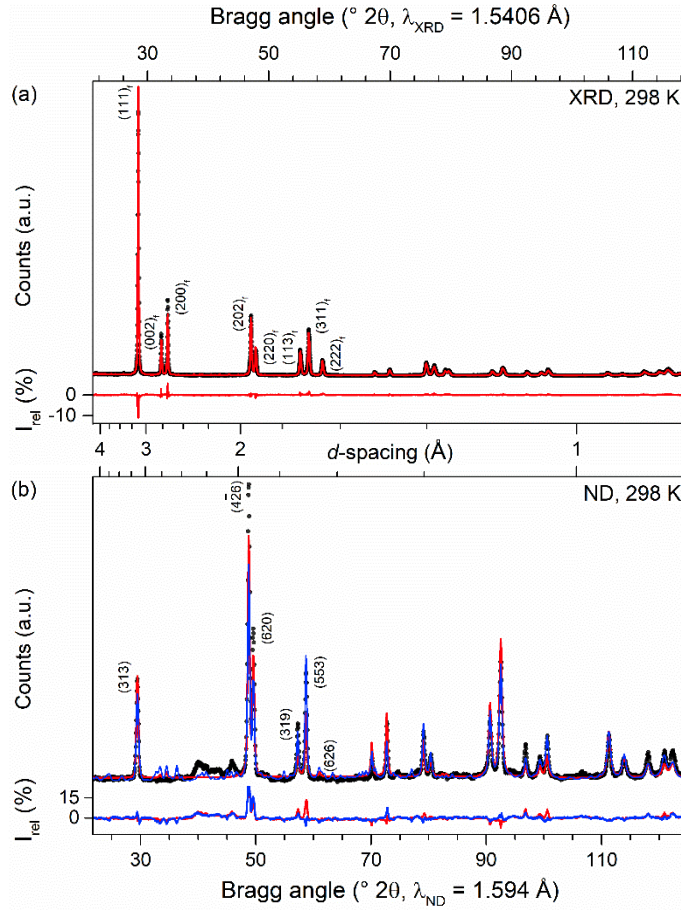 Bragg angle (° 2θ, λXRD = 1.5406 Å)
30 50 70 90 110
(a)
XRD, 298 K
(111)f
(002)f
(200)f
(202)f
(220)f
(113)f
(311)f
(222)f
Counts (a.u.)
Irel (%)
0
-10
4 3 2 1
d-spacing (Å)
(b)
ND, 298 K
(4̄26)
(620)
(313)
(553)
(319)
(626)
Counts (a.u.)
Irel (%)
15
0
30 50 70 90 110
Bragg angle (° 2θ, λND = 1.594 Å)